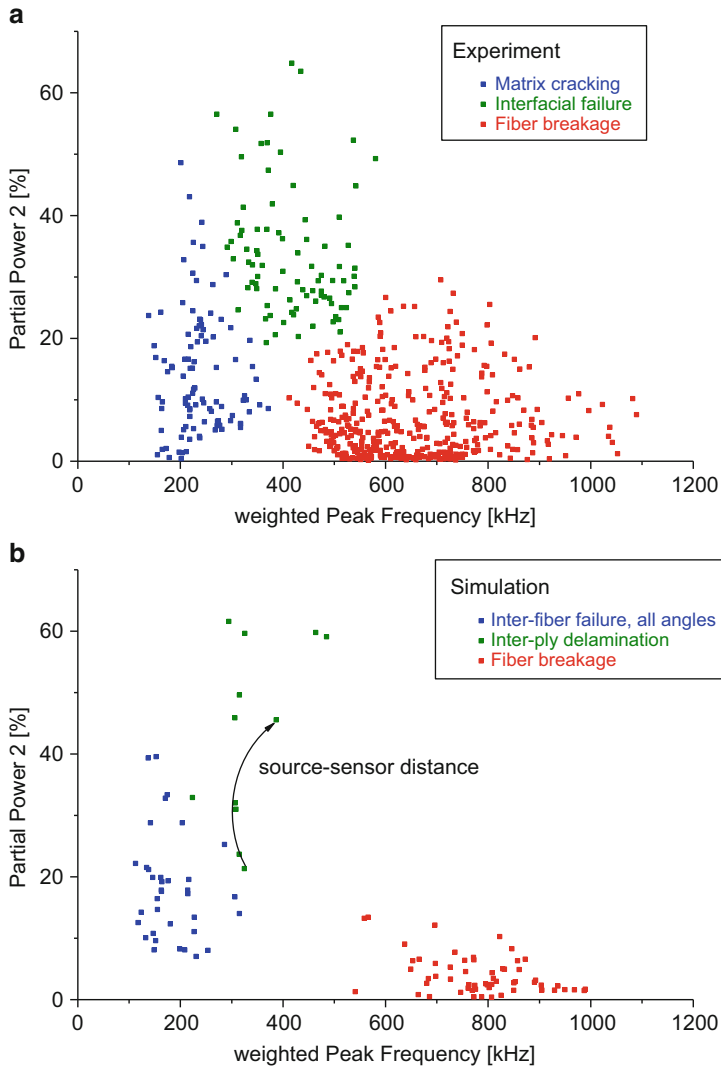 a
Experiment
Matrix cracking
Interfacial failure
Fiber breakage
Partial Power 2 [%]
60
40
20
0
0 200 400 600 800 1000 1200
weighted Peak Frequency [kHz]
b
Simulation
Inter-fiber failure, all angles
Inter-ply delamination
Fiber breakage
source-sensor distance
Partial Power 2 [%]
60
40
20
0
0 200 400 600 800 1000 1200
weighted Peak Frequency [kHz]